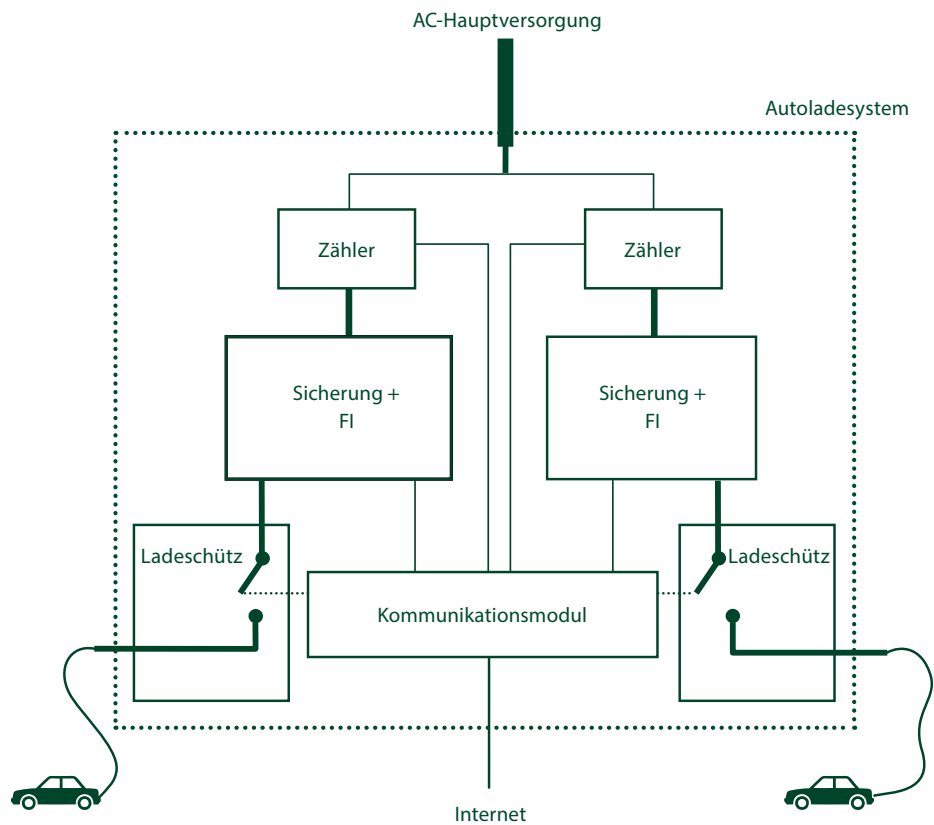 AC-Hauptversorgung
Autoladesystem
Zähler
Zähler
Sicherung +
FI
Sicherung +
FI
Ladeschütz
Ladeschütz
Kommunikationsmodul
Internet